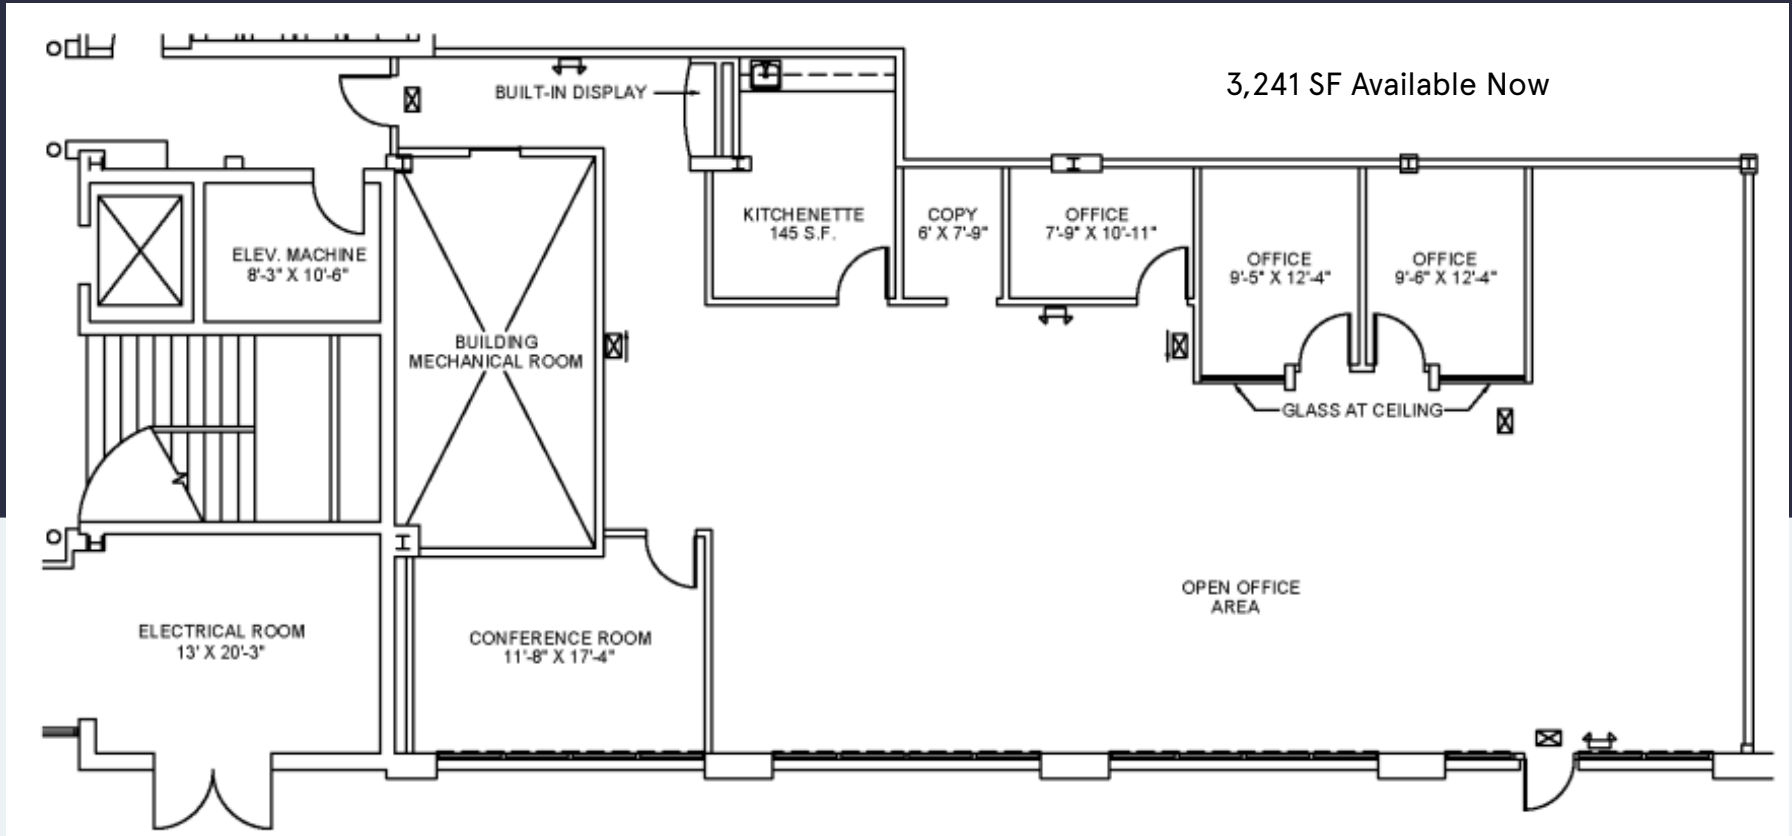 3,241 SF Available Now
BUILT-IN DISPLAY
KITCHENETTE
145 S.F.
COPY
6' X 7'-9"
OFFICE
7'-9" X 10'-11"
OFFICE
9'-5" X 12'-4"
OFFICE
9'-6" X 12'-4"
ELEV. MACHINE
8'-3" X 10'-6"
BUILDING
MECHANICAL ROOM
GLASS AT CEILING
OPEN OFFICE
AREA
ELECTRICAL ROOM
13' X 20'-3"
CONFERENCE ROOM
11'-8" X 17'-4"